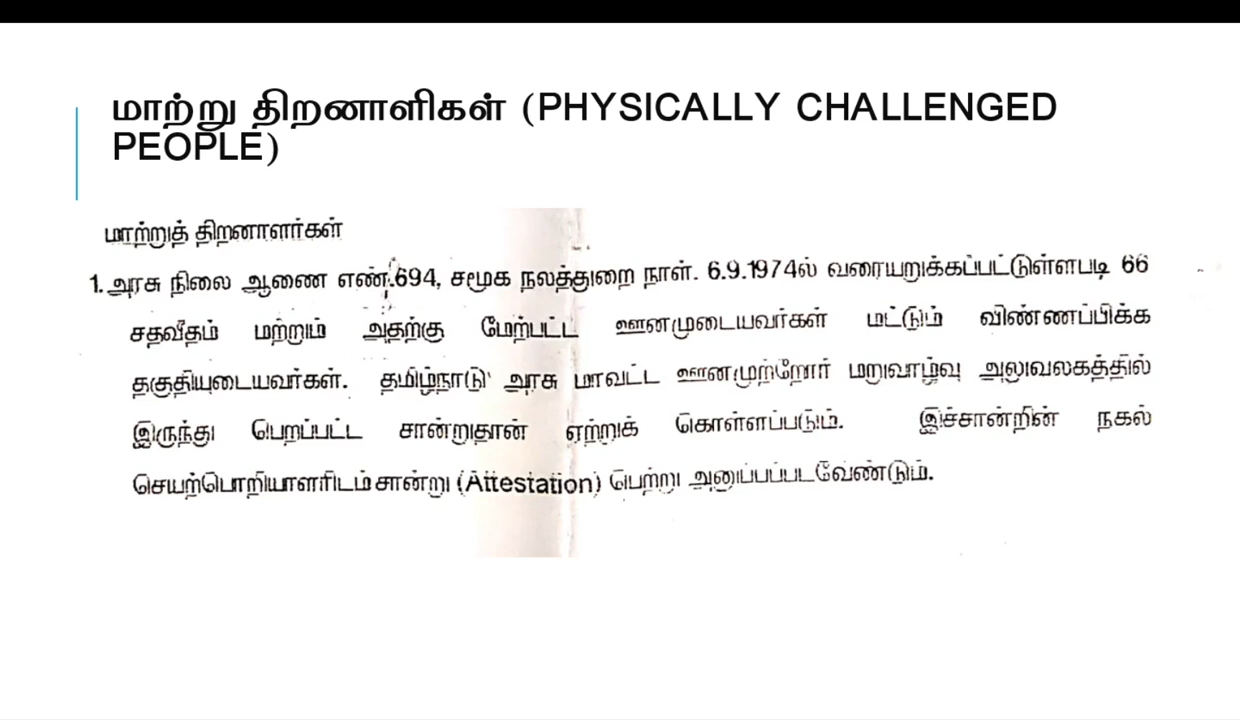 மாற்று திறனாளிகள் (PHYSICALLY CHALLENGED
PEOPLE)
மாற்றுத் திறனாளர்கள்
1. அரசு நிலை ஆணை எண்.694, சமூக நலத்துறை நாள். 6.9.1974ல் வரையறுக்கப்பட்டுள்ளபடி 66
சதவீதம் மற்றும் அதற்கு மேற்பட்ட ஊனமுடையவர்கள் மட்டும் விண்ணப்பிக்க
தகுதியுடையவர்கள். தமிழ்நாடு அரசு மாவட்ட ஊனமுற்றோர் மறுவாழ்வு அலுவலகத்தில்
இருந்து பெறப்பட்ட சான்றுதான் ஏற்றுக் கொள்ளப்படும். இச்சான்றின் நகல்
செயற்பொறியாளரிடம் சான்று (Attestation) பெற்று அனுப்பப்படவேண்டும்.